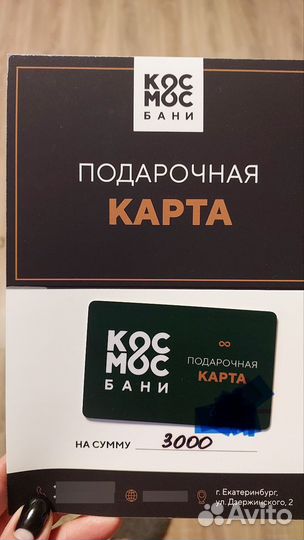 КОС
МОС
БАНИ
ПОДАРОЧНАЯ
КАРТА
КОС
МОС
БАНИ
∞
ПОДАРОЧНАЯ
КАРТА
НА СУММУ 3000
г. Екатеринбург,
ул. Дзержинского, 2
Avito